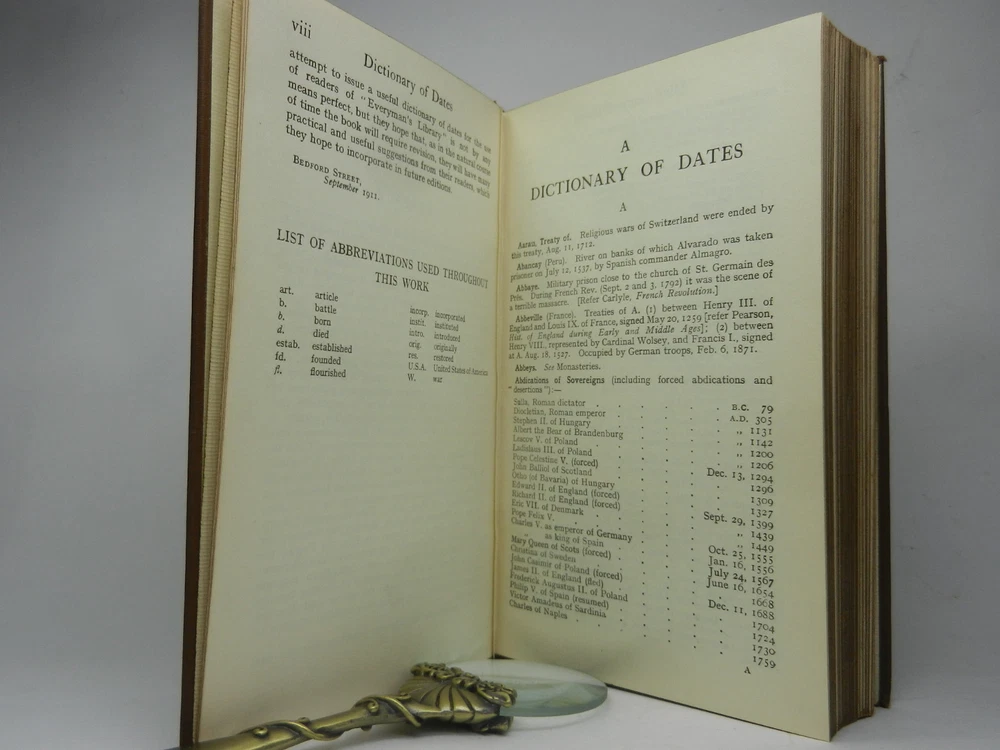 viii
Dictionary of Dates
attempt to issue a useful dictionary of dates for the use
of readers of "Everyman's Library" is not by any
means perfect, but they hope that, as in the natural course
of time the book will require revision, they will have many
practical and useful suggestions from their readers, which
they hope to incorporate in future editions.
BEDFORD STREET,
September 1911.
LIST OF ABBREVIATIONS USED THROUGHOUT
THIS WORK
art. article
b. battle
b. born
d. died
estab. established
fd. founded
fl. flourished
incorp. incorporated
instit. instituted
intro. introduced
orig. originally
res. restored
U.S.A. United States of America
W. war
A
DICTIONARY OF DATES
A
Aarau, Treaty of. Religious wars of Switzerland were ended by
this treaty, Aug. 11, 1712.
Abancay (Peru). River on banks of which Alvarado was taken
prisoner on July 12, 1537, by Spanish commander Almagro.
Abbaye. Military prison close to the church of St. Germain des
Prés. During French Rev. (Sept. 2 and 3, 1792) it was the scene of
a terrible massacre. [Refer Carlyle, French Revolution.]
Abbeville (France). Treaties of A. (1) between Henry III. of
England and Louis IX. of France, signed May 20, 1259 [refer Pearson,
Hist. of England during Early and Middle Ages]; (2) between
Henry VIII., represented by Cardinal Wolsey, and Francis I., signed
at A. Aug. 18, 1527. Occupied by German troops, Feb. 6, 1871.
Abbeys. See Monasteries.
Abdications of Sovereigns (including forced abdications and
"desertions"):—
Sulla, Roman dictator . . . . B.C. 79
Diocletian, Roman emperor . . . . A.D. 305
Stephen II. of Hungary . . . . ,, 1131
Albert the Bear of Brandenburg . . . . ,, 1142
Lescov V. of Poland . . . . ,, 1200
Ladislaus III. of Poland . . . . ,, 1206
Pope Celestine V. (forced) . . . . Dec. 13, 1294
John Balliol of Scotland . . . . 1296
Otho (of Bavaria) of Hungary . . . . 1309
Edward II. of England (forced) . . . . 1327
Richard II. of England (forced) . . . . Sept. 29, 1399
Eric VII. of Denmark . . . . ,, 1439
Pope Felix V. . . . . ,, 1449
Charles V. as emperor of Germany . . . . Oct. 25, 1555
,, as king of Spain . . . . Jan. 16, 1556
Mary Queen of Scots (forced) . . . . July 24, 1567
Christina of Sweden . . . . June 16, 1654
John Casimir of Poland (forced) . . . . 1668
James II. of England (fled) . . . . Dec. 11, 1688
Frederick Augustus II. of Poland . . . . 1704
Philip V. of Spain (resumed) . . . . 1724
Victor Amadeus of Sardinia . . . . 1730
Charles of Naples . . . . 1759
A